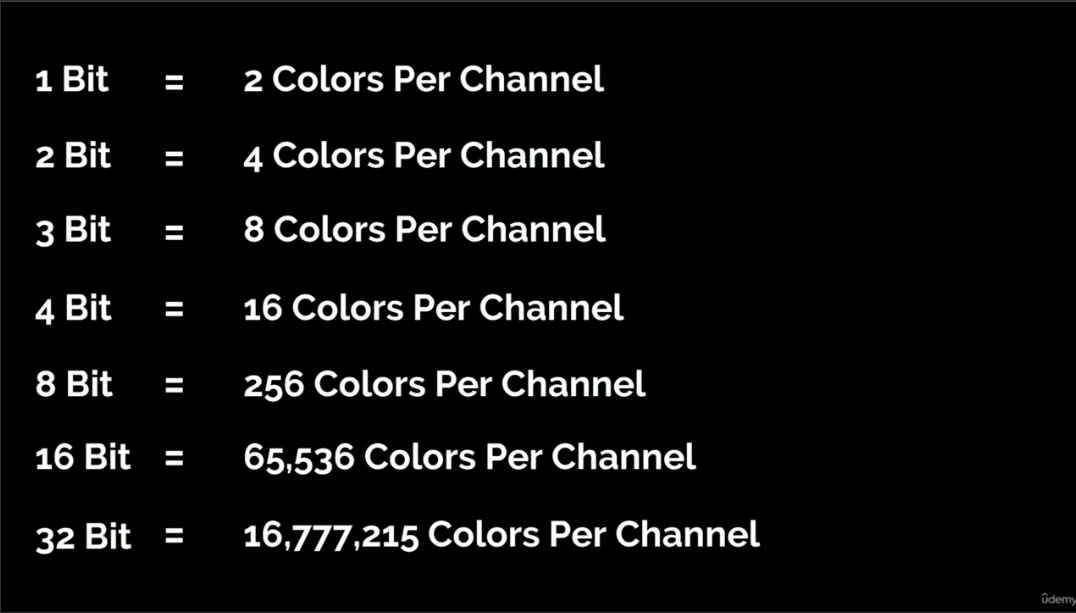 1 Bit = 2 Colors Per Channel
2 Bit = 4 Colors Per Channel
3 Bit = 8 Colors Per Channel
4 Bit = 16 Colors Per Channel
8 Bit = 256 Colors Per Channel
16 Bit = 65,536 Colors Per Channel
32 Bit = 16,777,215 Colors Per Channel
ûdemy